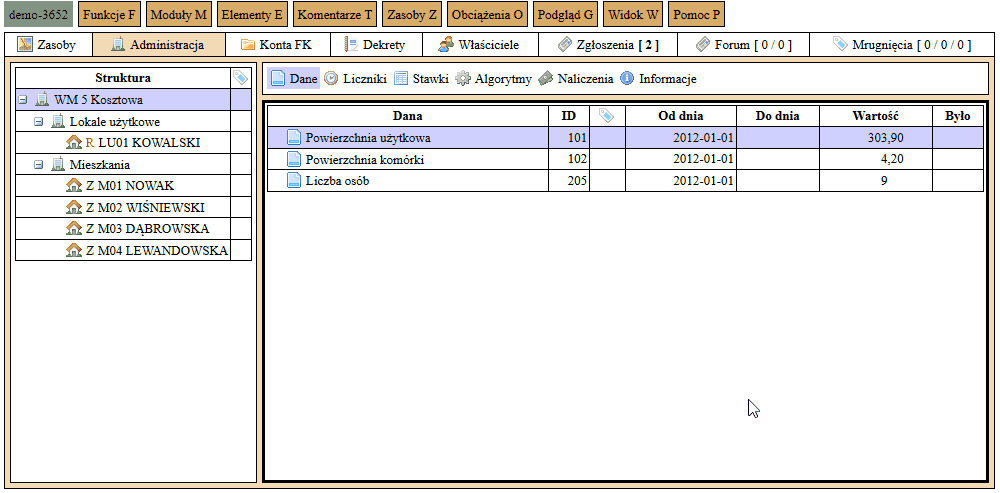 demo-3652 Funkcje F Moduły M Elementy E Komentarze T Zasoby Z Obciążenia O Podgląd G Widok W Pomoc P
Zasoby Administracja Konta FK Dekrety Właściciele Zgłoszenia [ 2 ] Forum [ 0 / 0 ] Mrugnięcia [ 0 / 0 / 0 ]
Struktura
WM 5 Kosztowa
Lokale użytkowe
R LU01 KOWALSKI
Mieszkania
Z M01 NOWAK
Z M02 WIŚNIEWSKI
Z M03 DĄBROWSKA
Z M04 LEWANDOWSKA
Dane Liczniki Stawki Algorytmy Naliczenia Informacje
Dana ID Od dnia Do dnia Wartość Było
Powierzchnia użytkowa 101 2012-01-01 303,90
Powierzchnia komórki 102 2012-01-01 4,20
Liczba osób 205 2012-01-01 9